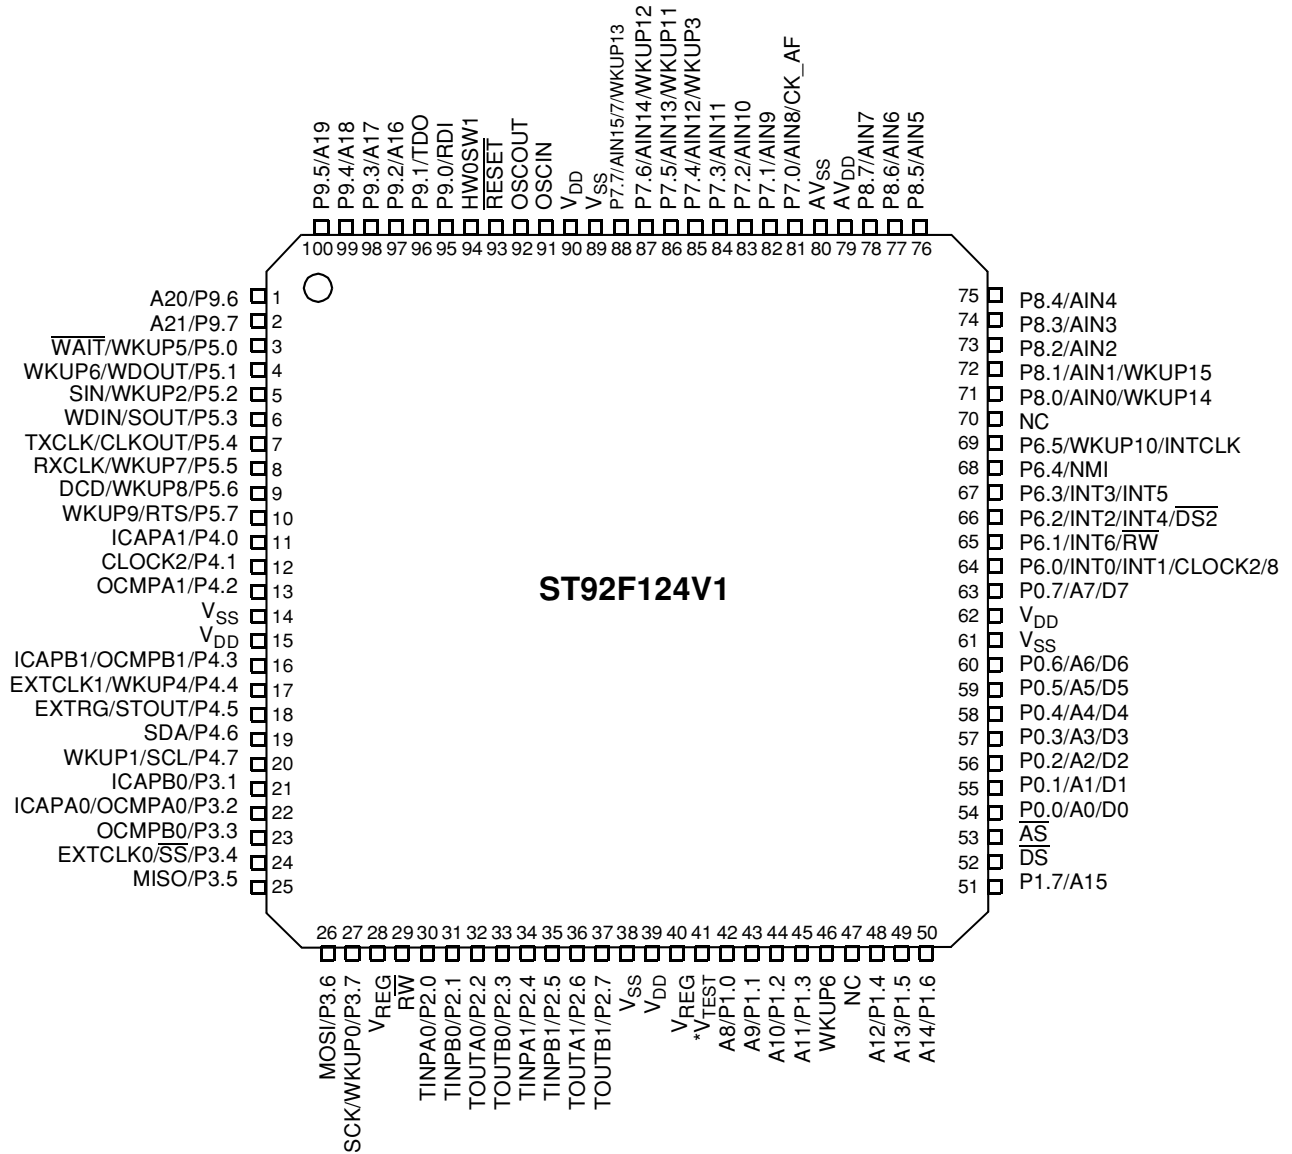 P9.5/A19
P9.4/A18
P9.3/A17
P9.2/A16
P9.1/TDO
P9.0/RDI
HW0SW1
RESET
OSCOUT
OSCIN
VDD
VSS
P7.7/AIN15/7/WKUP13
P7.6/AIN14/WKUP12
P7.5/AIN13/WKUP11
P7.4/AIN12/WKUP3
P7.3/AIN11
P7.2/AIN10
P7.1/AIN9
P7.0/AIN8/CK_AF
AVSS
AVDD
P8.7/AIN7
P8.6/AIN6
P8.5/AIN5
100 99 98 97 96 95 94 93 92 91 90 89 88 87 86 85 84 83 82 81 80 79 78 77 76
A20/P9.6 1
A21/P9.7 2
WAIT/WKUP5/P5.0 3
WKUP6/WDOUT/P5.1 4
SIN/WKUP2/P5.2 5
WDIN/SOUT/P5.3 6
TXCLK/CLKOUT/P5.4 7
RXCLK/WKUP7/P5.5 8
DCD/WKUP8/P5.6 9
WKUP9/RTS/P5.7 10
ICAPA1/P4.0 11
CLOCK2/P4.1 12
OCMPA1/P4.2 13
VSS 14
VDD 15
ICAPB1/OCMPB1/P4.3 16
EXTCLK1/WKUP4/P4.4 17
EXTRG/STOUT/P4.5 18
SDA/P4.6 19
WKUP1/SCL/P4.7 20
ICAPB0/P3.1 21
ICAPA0/OCMPA0/P3.2 22
OCMPB0/P3.3 23
EXTCLK0/SS/P3.4 24
MISO/P3.5 25
ST92F124V1
75 P8.4/AIN4
74 P8.3/AIN3
73 P8.2/AIN2
72 P8.1/AIN1/WKUP15
71 P8.0/AIN0/WKUP14
70 NC
69 P6.5/WKUP10/INTCLK
68 P6.4/NMI
67 P6.3/INT3/INT5
66 P6.2/INT2/INT4/DS2
65 P6.1/INT6/RW
64 P6.0/INT0/INT1/CLOCK2/8
63 P0.7/A7/D7
62 VDD
61 VSS
60 P0.6/A6/D6
59 P0.5/A5/D5
58 P0.4/A4/D4
57 P0.3/A3/D3
56 P0.2/A2/D2
55 P0.1/A1/D1
54 P0.0/A0/D0
53 AS
52 DS
51 P1.7/A15
26 27 28 29 30 31 32 33 34 35 36 37 38 39 40 41 42 43 44 45 46 47 48 49 50
MOSI/P3.6
SCK/WKUP0/P3.7
VREG
RW
TINPA0/P2.0
TINPB0/P2.1
TOUTA0/P2.2
TOUTB0/P2.3
TINPA1/P2.4
TINPB1/P2.5
TOUTA1/P2.6
TOUTB1/P2.7
VSS
VDD
VREG
*VTEST
A8/P1.0
A9/P1.1
A10/P1.2
A11/P1.3
WKUP6
NC
A12/P1.4
A13/P1.5
A14/P1.6